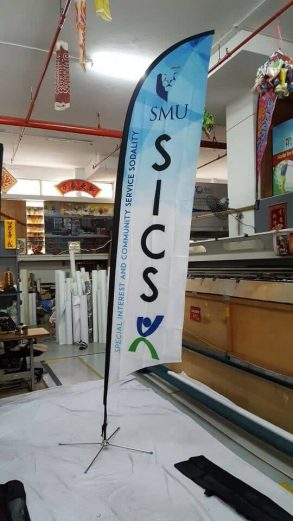 SMU
SICS
SPECIAL INTEREST AND COMMUNITY SERVICE SODALITY